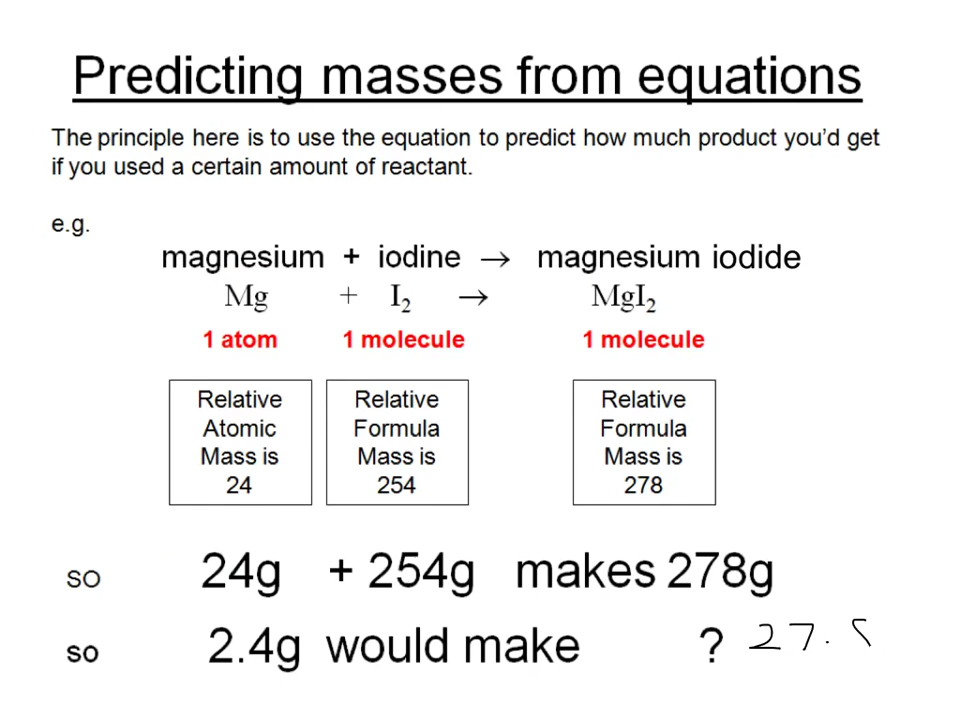 Predicting masses from equations
The principle here is to use the equation to predict how much product you'd get
if you used a certain amount of reactant.
e.g.
magnesium + iodine → magnesium iodide
Mg + I₂ → MgI₂
1 atom 1 molecule 1 molecule
Relative
Atomic
Mass is
24
Relative
Formula
Mass is
254
Relative
Formula
Mass is
278
so 24g + 254g makes 278g
so 2.4g would make ? 27.